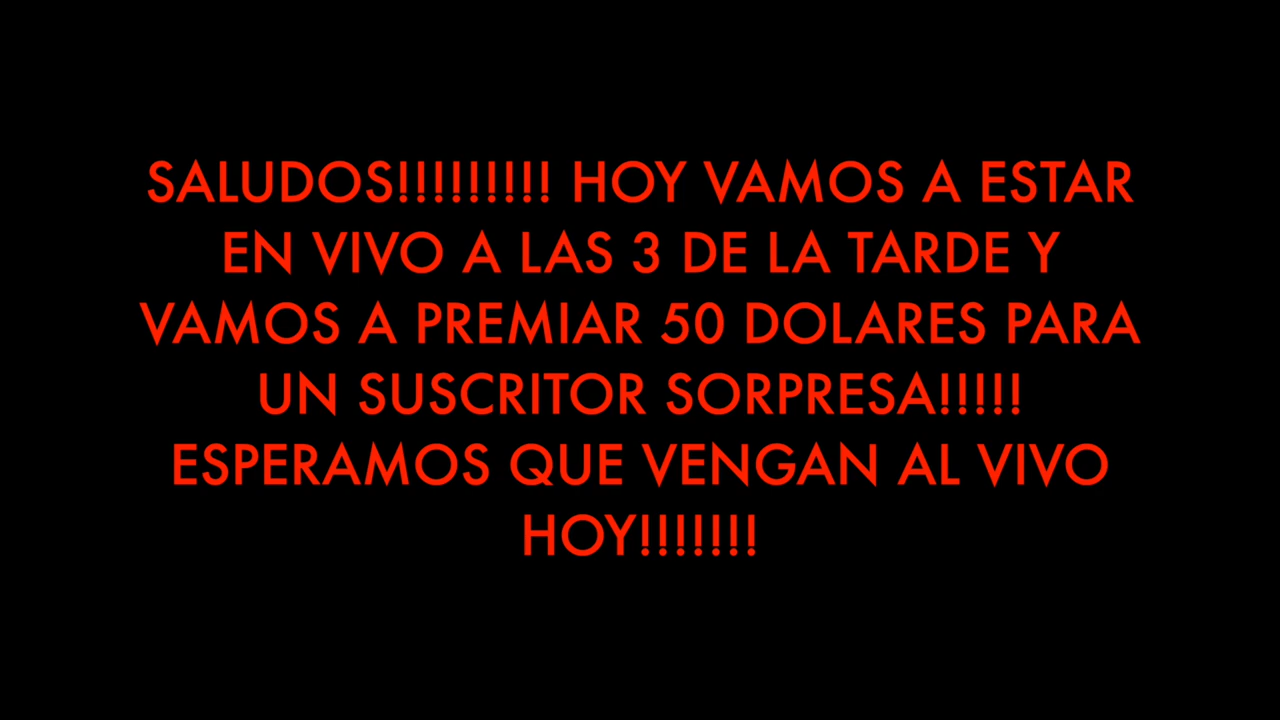 SALUDOS!!!!!!!!! HOY VAMOS A ESTAR
EN VIVO A LAS 3 DE LA TARDE Y
VAMOS A PREMIAR 50 DOLARES PARA
UN SUSCRITOR SORPRESA!!!!!
ESPERAMOS QUE VENGAN AL VIVO
HOY!!!!!!!